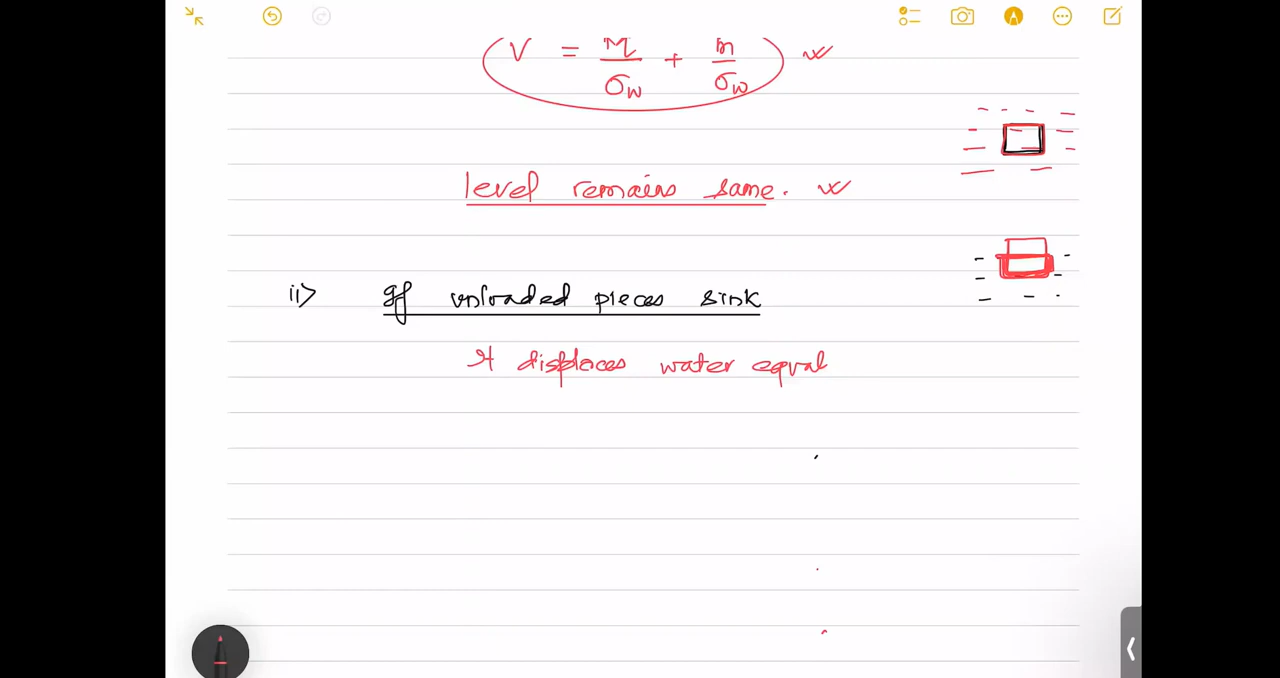 (V = M/σw + m/σw)
level remains same.
ii> If unloaded pieces sink
It displaces water equal